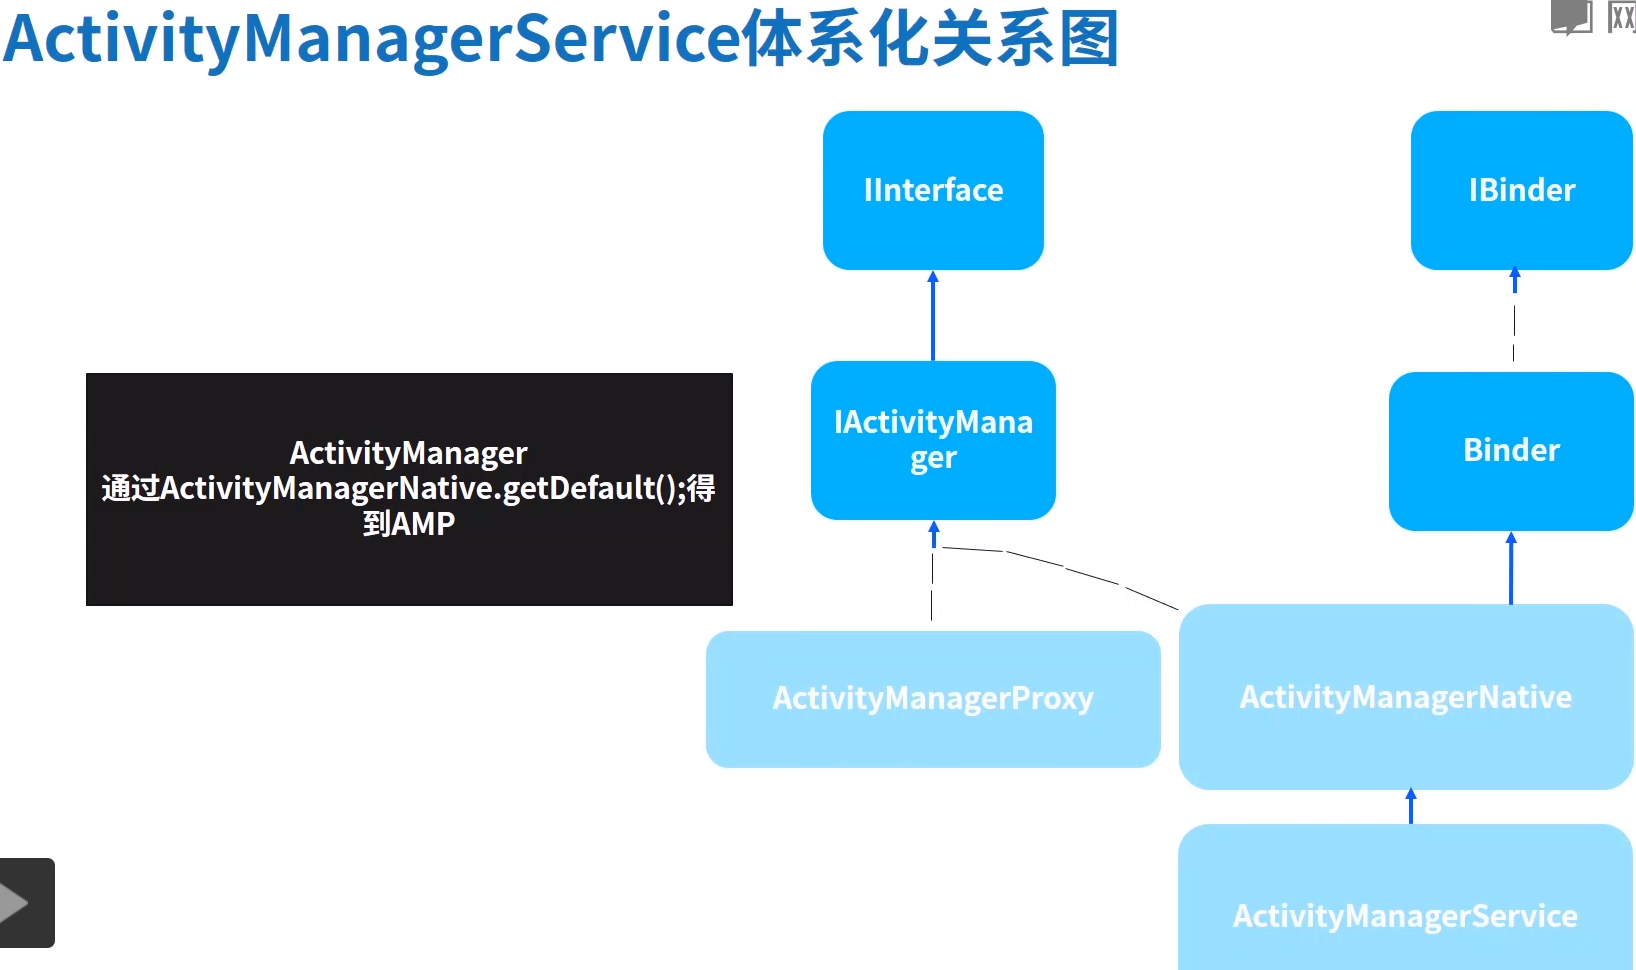 ActivityManagerService体系化关系图
IInterface
IBinder
IActivityMana
ger
Binder
ActivityManager
通过ActivityManagerNative.getDefault();得
到AMP
ActivityManagerProxy
ActivityManagerNative
ActivityManagerService